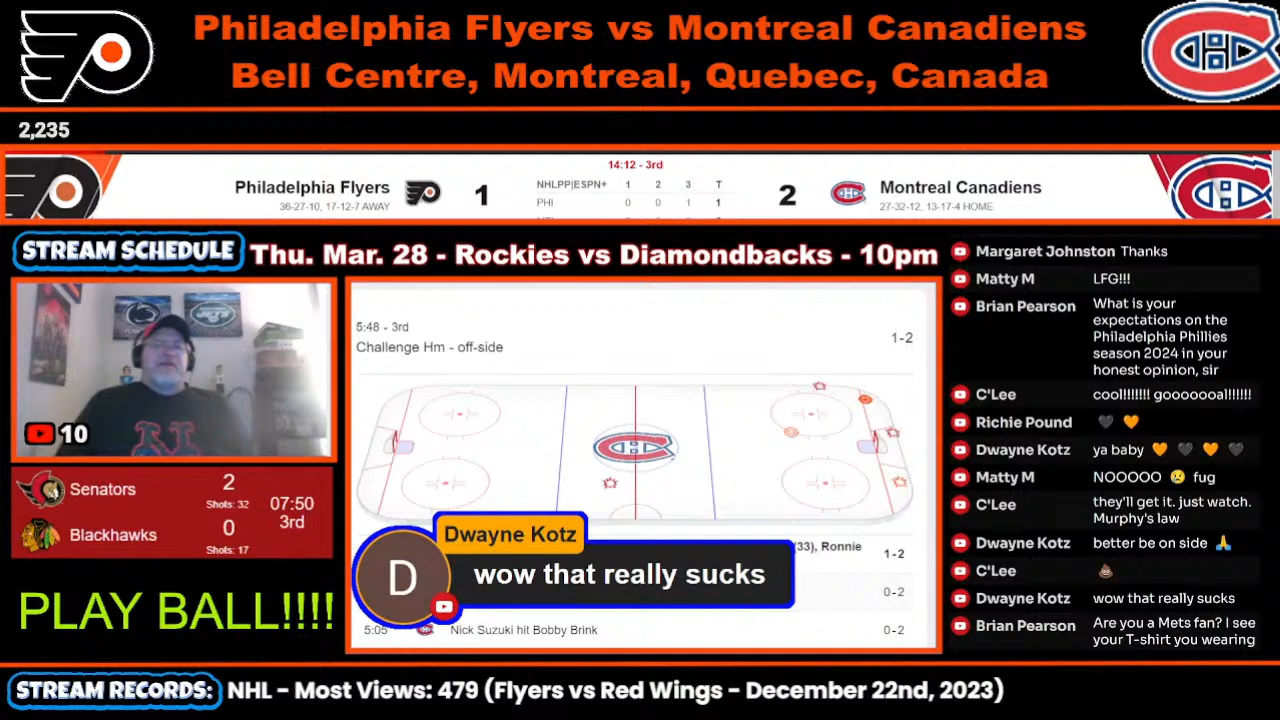 Philadelphia Flyers vs Montreal Canadiens
Bell Centre, Montreal, Quebec, Canada
2,235
14:12 - 3rd
Philadelphia Flyers
36-27-10, 17-12-7 AWAY
1
NHLPP|ESPN+ 1 2 3 T
PHI 0 0 1 1
2
Montreal Canadiens
27-32-12, 13-17-4 HOME
STREAM SCHEDULE
Thu. Mar. 28 - Rockies vs Diamondbacks - 10pm
10
Senators 2
Shots: 32
Blackhawks 0
Shots: 17
07:50
3rd
PLAY BALL!!!!
5:48 - 3rd
Challenge Hm - off-side
1-2
(33), Ronnie 1-2
0-2
5:05 Nick Suzuki hit Bobby Brink 0-2
Dwayne Kotz
D
wow that really sucks
Margaret Johnston Thanks
Matty M LFG!!!
Brian Pearson What is your
expectations on the
Philadelphia Phillies
season 2024 in your
honest opinion, sir
C'Lee cool!!!!!!!! gooooooal!!!!!!
Richie Pound 🖤 🧡
Dwayne Kotz ya baby 🧡 🖤 🧡 🖤
Matty M NOOOOO 😢 fug
C'Lee they'll get it. just watch.
Murphy's law
Dwayne Kotz better be on side 🙏
C'Lee 💩
Dwayne Kotz wow that really sucks
Brian Pearson Are you a Mets fan? I see
your T-shirt you wearing
STREAM RECORDS:
NHL - Most Views: 479 (Flyers vs Red Wings - December 22nd, 2023)